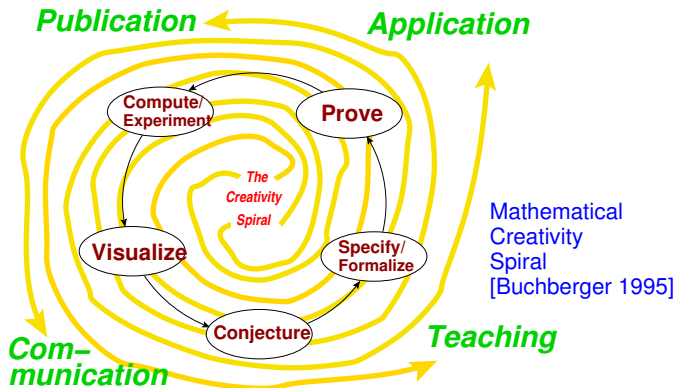 Publication
Application
Compute/
Experiment
Prove
The
Creativity
Spiral
Visualize
Specify/
Formalize
Mathematical
Creativity
Spiral
[Buchberger 1995]
Conjecture
Com–
munication
Teaching